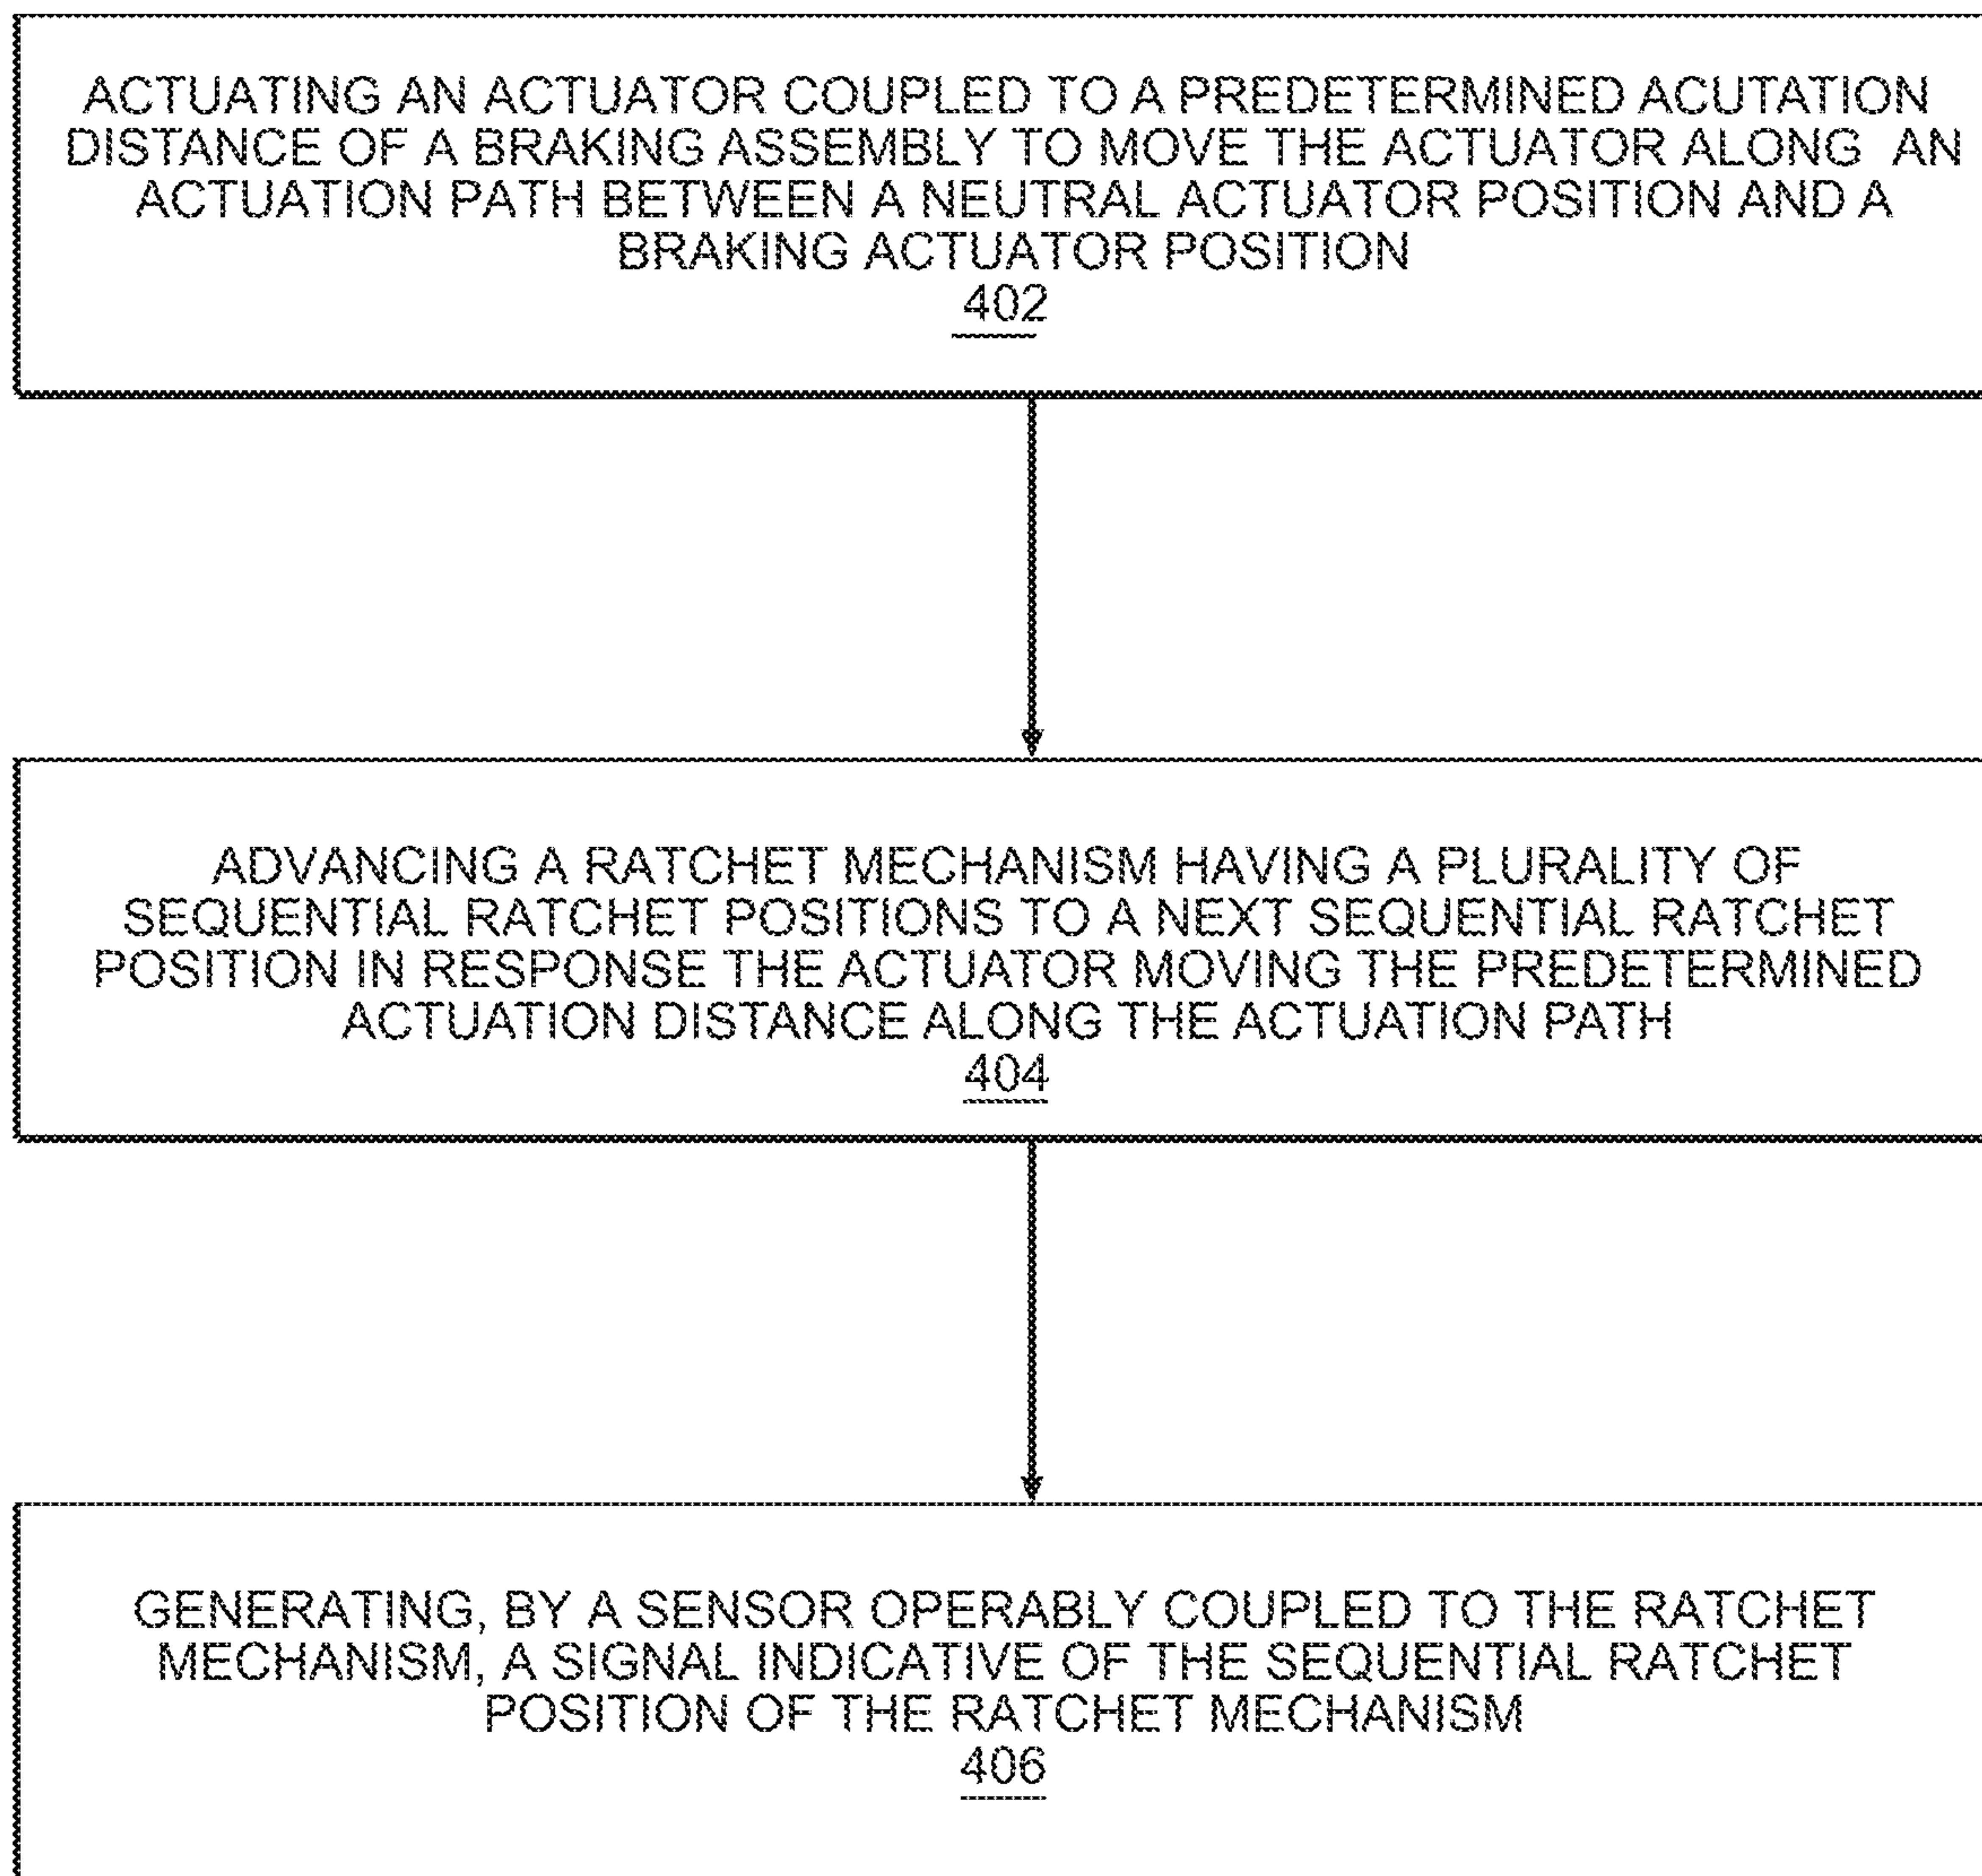 ACTUATING AN ACTUATOR COUPLED TO A PREDETERMINED ACUTATION
DISTANCE OF A BRAKING ASSEMBLY TO MOVE THE ACTUATOR ALONG AN
ACTUATION PATH BETWEEN A NEUTRAL ACTUATOR POSITION AND A
BRAKING ACTUATOR POSITION
402
ADVANCING A RATCHET MECHANISM HAVING A PLURALITY OF
SEQUENTIAL RATCHET POSITIONS TO A NEXT SEQUENTIAL RATCHET
POSITION IN RESPONSE THE ACTUATOR MOVING THE PREDETERMINED
ACTUATION DISTANCE ALONG THE ACTUATION PATH
404
GENERATING, BY A SENSOR OPERABLY COUPLED TO THE RATCHET
MECHANISM, A SIGNAL INDICATIVE OF THE SEQUENTIAL RATCHET
POSITION OF THE RATCHET MECHANISM
406